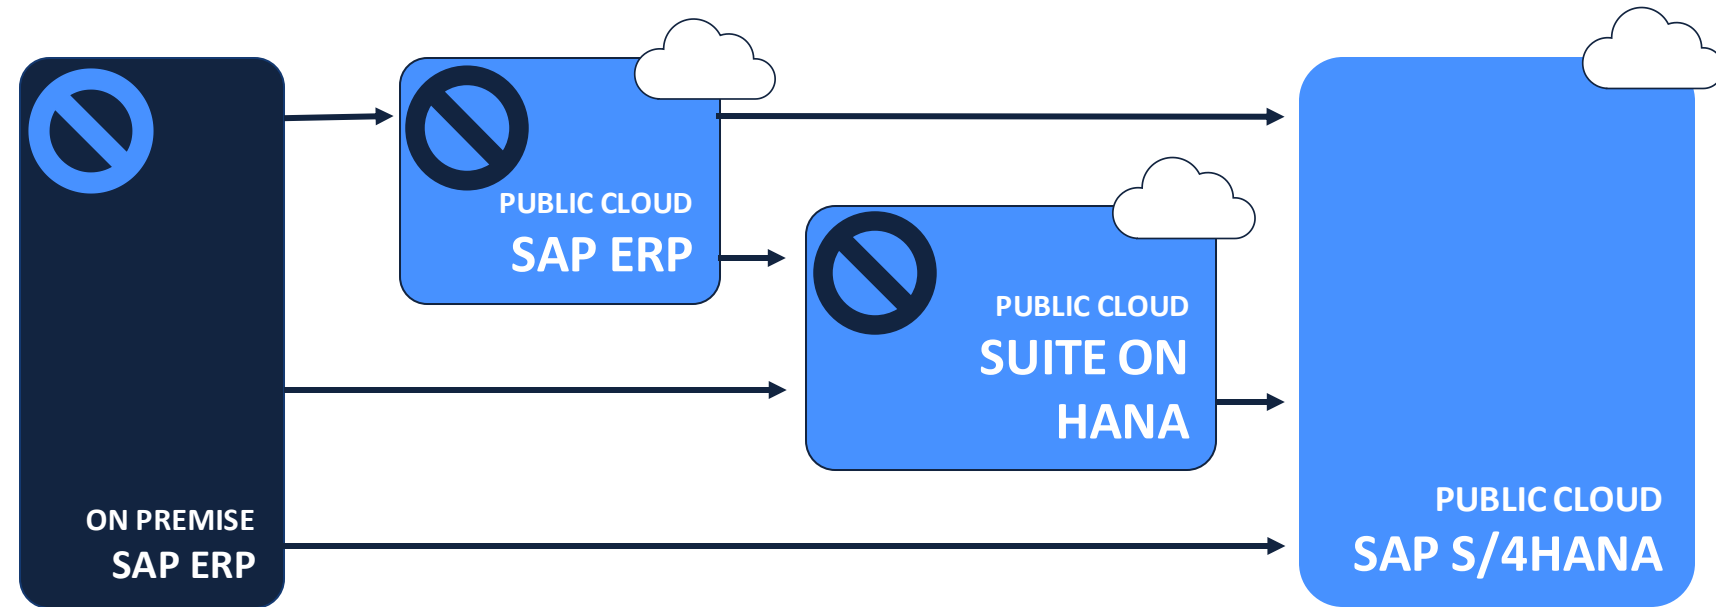 ON PREMISE
SAP ERP
PUBLIC CLOUD
SAP ERP
PUBLIC CLOUD
SUITE ON
HANA
PUBLIC CLOUD
SAP S/4HANA